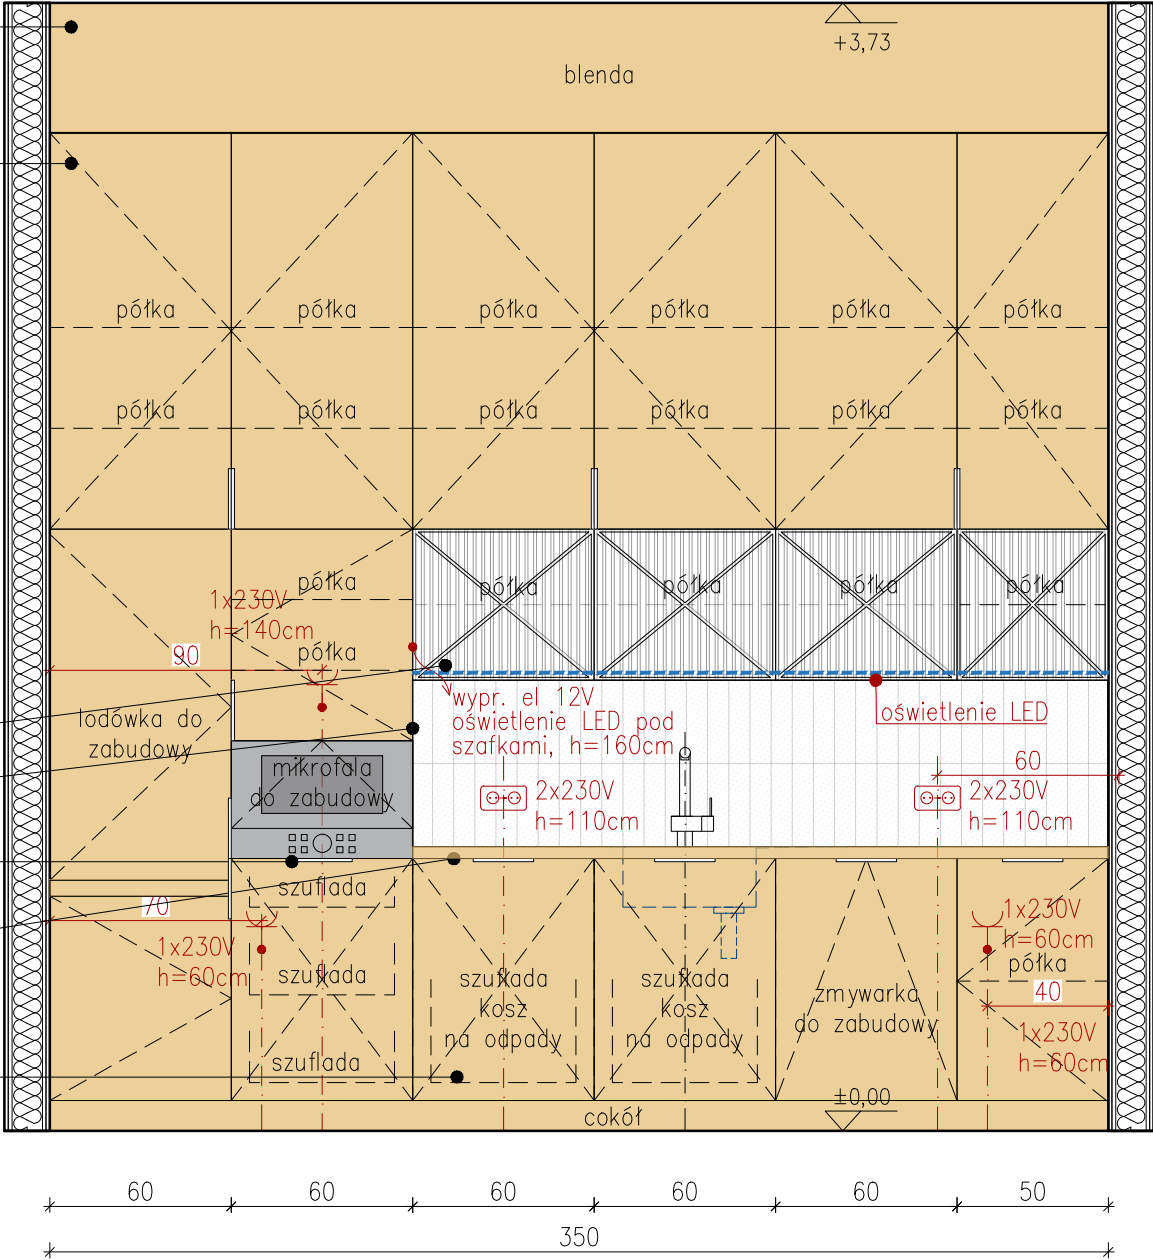 +3,73
blenda
półka półka półka półka półka półka
półka półka półka półka półka półka
półka
półka półka półka półka
1x230V
h=140cm
półka
90
wypr. el 12V
oświetlenie LED pod
szafkami, h=160cm
oświetlenie LED
lodówka do
zabudowy
60
mikrofala
do zabudowy
2x230V
h=110cm
2x230V
h=110cm
szuflada
70
1x230V
h=60cm
1x230V
h=60cm
szuflada
szuflada
kosz
na odpady
szuflada
kosz
na odpady
zmywarka
do zabudowy
półka
40
1x230V
h=60cm
szuflada
±0,00
cokół
60 60 60 60 60 50
350